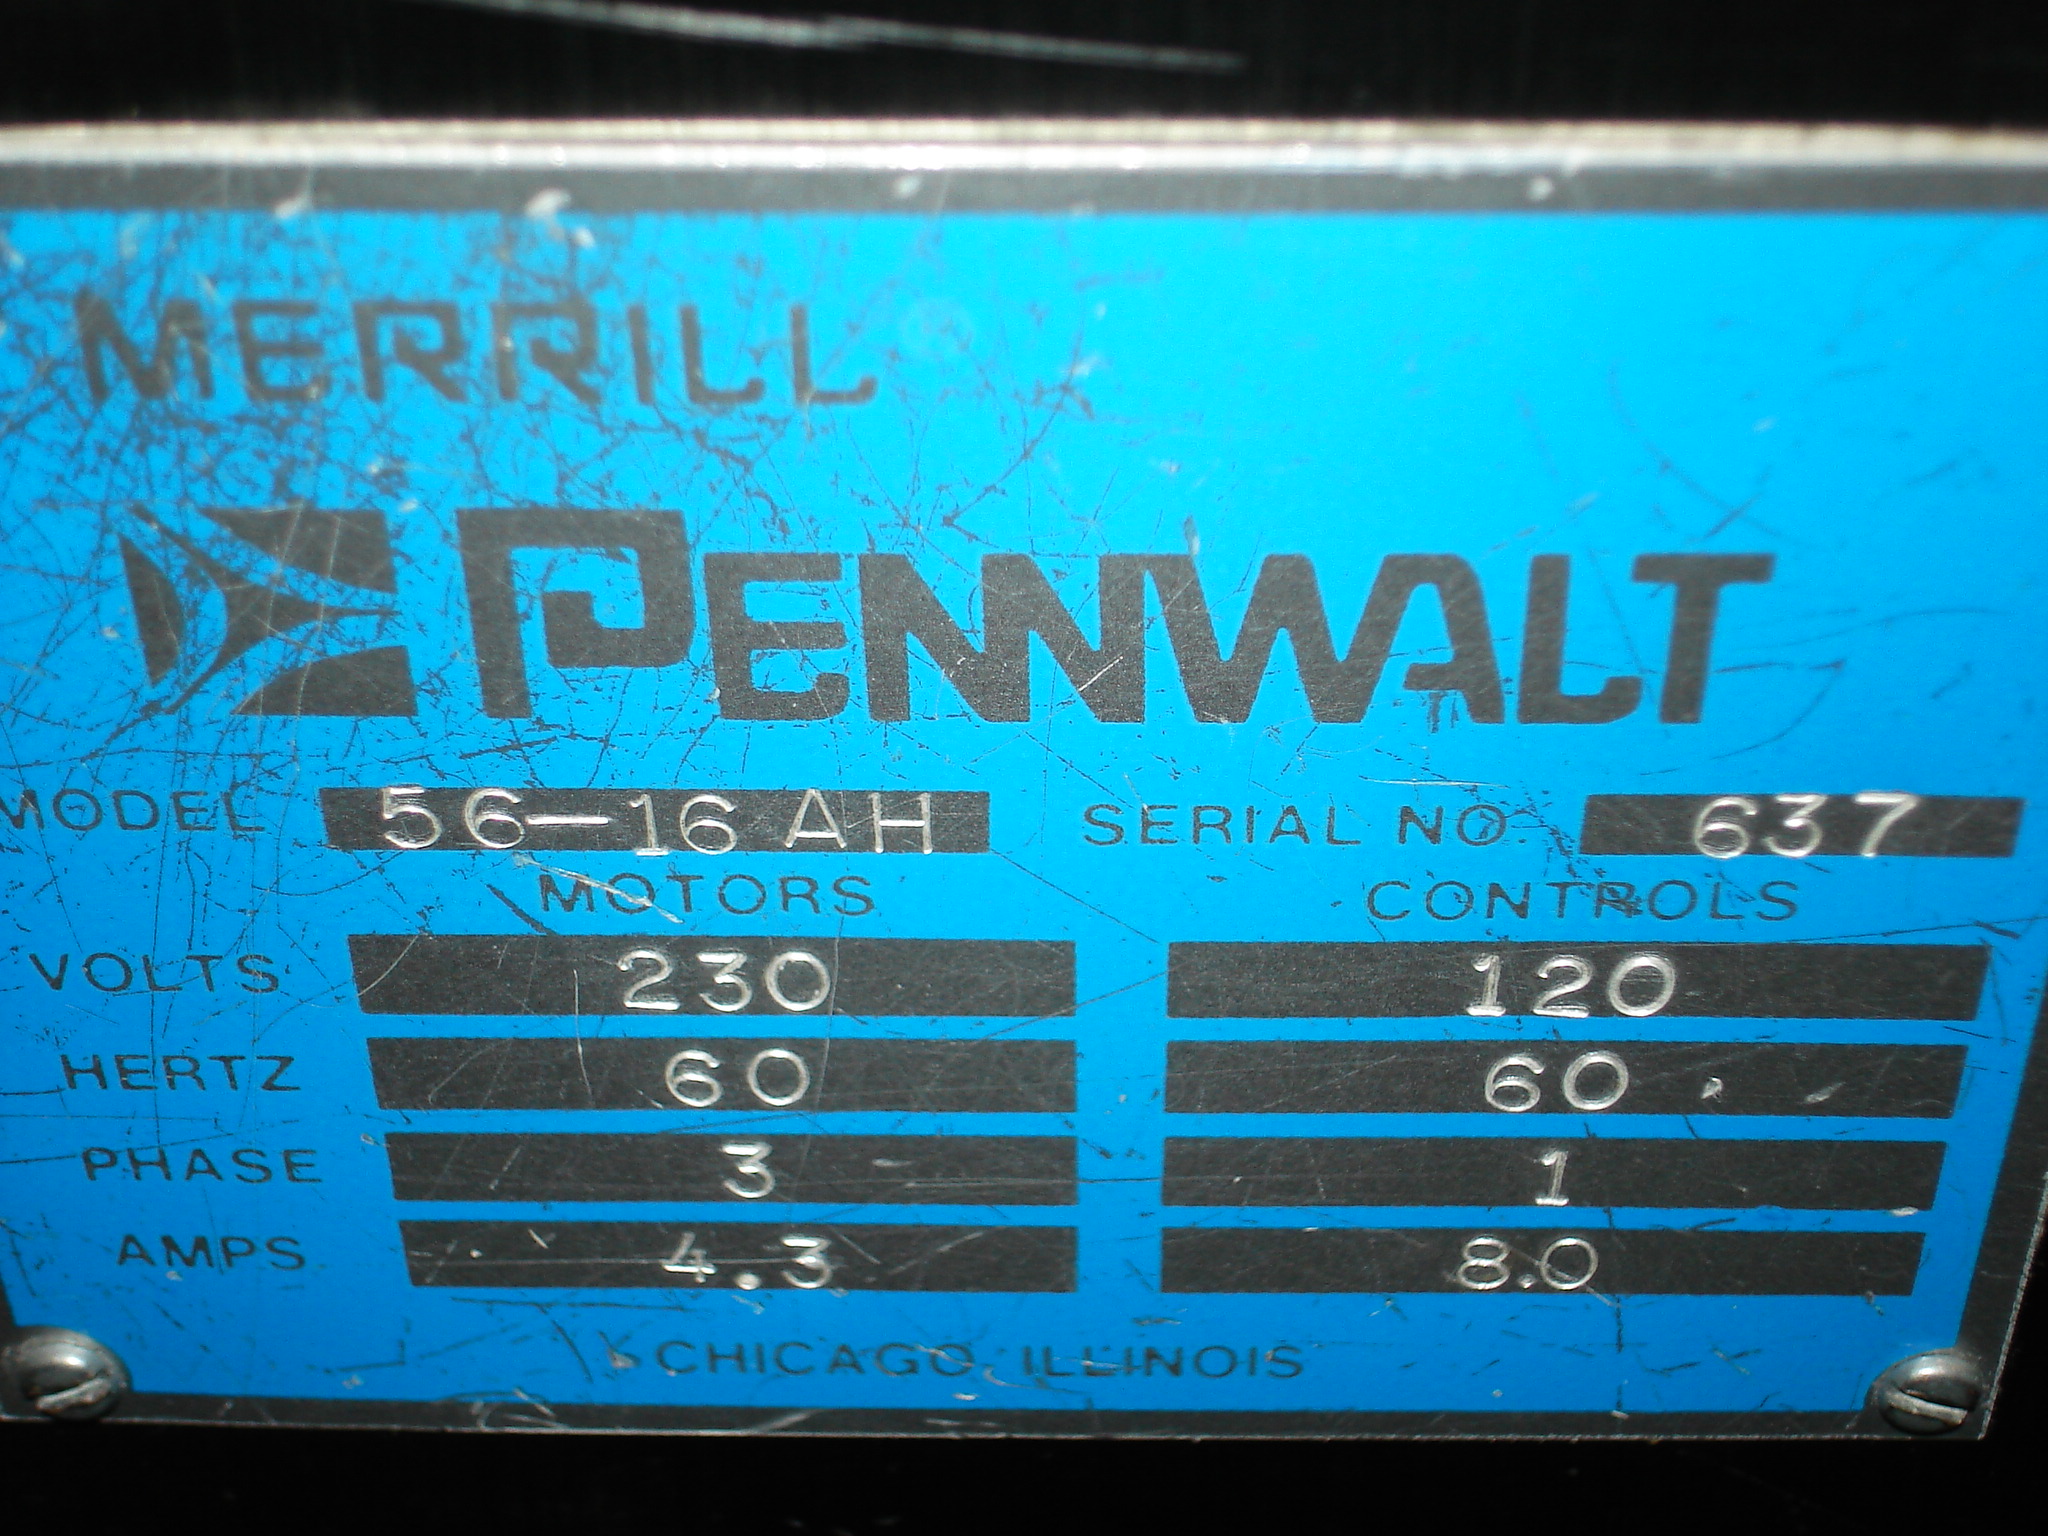 MERRILL
PENNWALT
MODEL 56-16 AH SERIAL NO. 637
MOTORS CONTROLS
VOLTS 230 120
HERTZ 60 60
PHASE 3 1
AMPS 4.3 8.0
CHICAGO, ILLINOIS